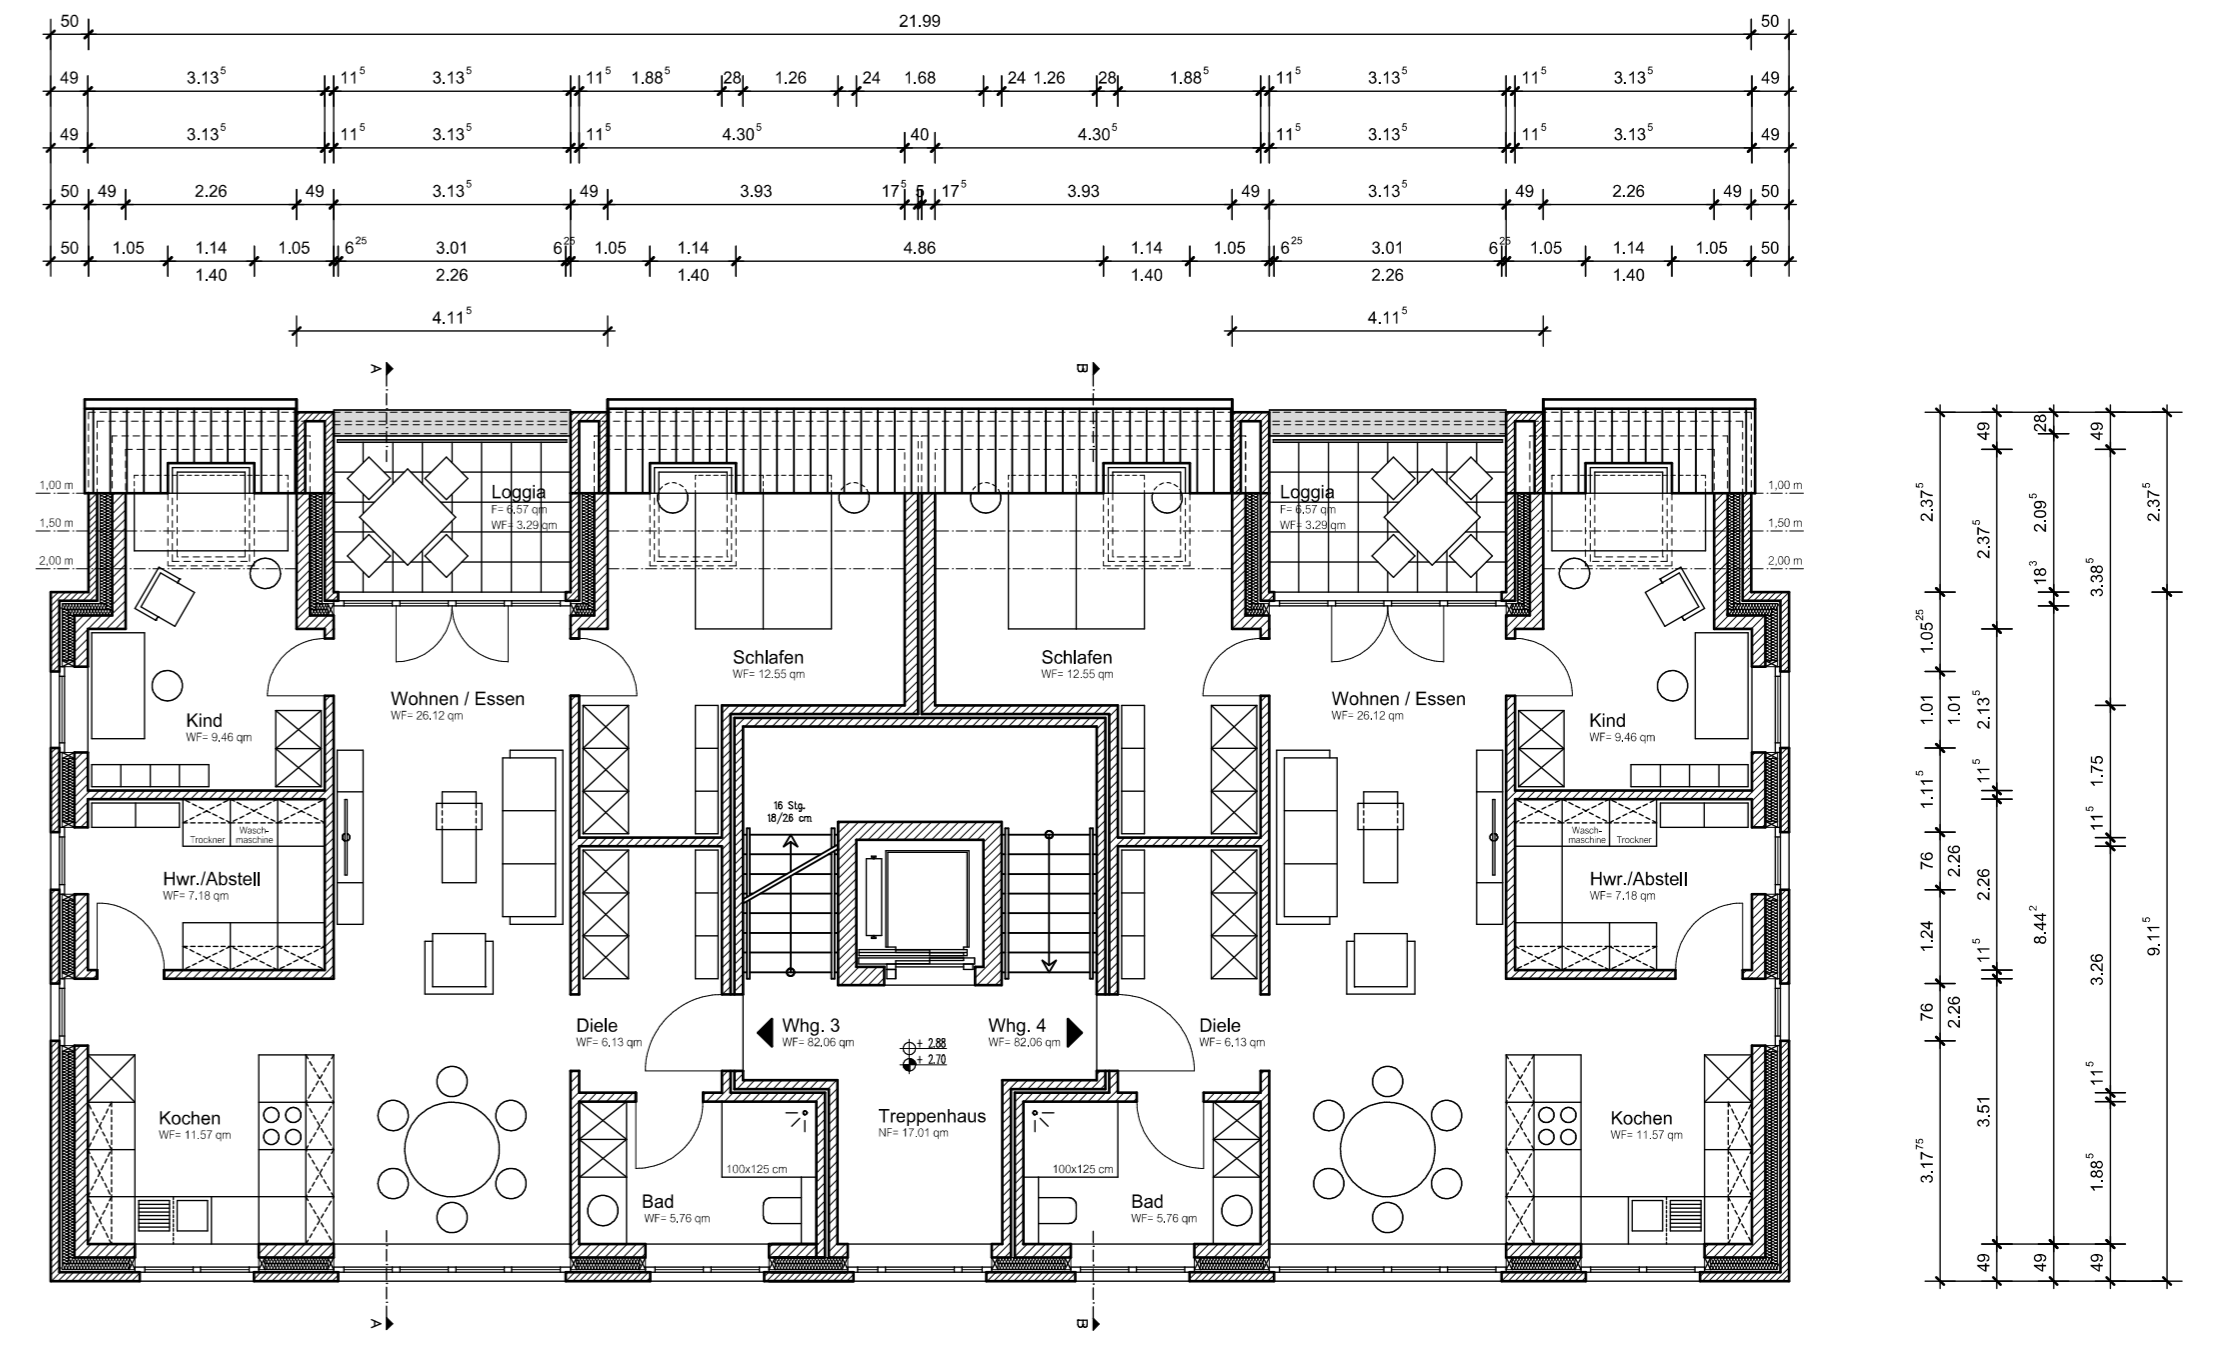 50 21.99 50
49 3.13⁵ 11⁵ 3.13⁵ 11⁵ 1.88⁵ 28 1.26 24 1.68 24 1.26 28 1.88⁵ 11⁵ 3.13⁵ 11⁵ 3.13⁵ 49
49 3.13⁵ 11⁵ 3.13⁵ 11⁵ 4.30⁵ 40 4.30⁵ 11⁵ 3.13⁵ 11⁵ 3.13⁵ 49
50 49 2.26 49 3.13⁵ 49 3.93 17⁵ 5 17⁵ 3.93 49 3.13⁵ 49 2.26 49 50
50 1.05 1.14 1.05 6²⁵ 3.01 6²⁵ 1.05 1.14 4.86 1.14 1.05 6²⁵ 3.01 6²⁵ 1.05 1.14 1.05 50
1.40 2.26 1.40 1.40 2.26 1.40
4.11⁵ 4.11⁵
A B
1,00 m
1,50 m
2,00 m
Loggia
F= 6,57 qm
WF= 3.29 qm
Loggia
F= 6,57 qm
WF= 3.29 qm
1,00 m
1,50 m
2,00 m
Schlafen
WF= 12.55 qm
Schlafen
WF= 12.55 qm
Wohnen / Essen
WF= 26.12 qm
Wohnen / Essen
WF= 26.12 qm
Kind
WF= 9.46 qm
Kind
WF= 9.46 qm
16 Stg.
18/26 cm
Trockner
Wasch-
maschine
Wasch-
maschine
Trockner
Hwr./Abstell
WF= 7.18 qm
Hwr./Abstell
WF= 7.18 qm
Diele
WF= 6.13 qm
Whg. 3
WF= 82.06 qm
Whg. 4
WF= 82.06 qm
Diele
WF= 6.13 qm
+ 2.88
+ 2.70
Kochen
WF= 11.57 qm
Treppenhaus
NF= 17.01 qm
Kochen
WF= 11.57 qm
100x125 cm
100x125 cm
Bad
WF= 5.76 qm
Bad
WF= 5.76 qm
A B
2.37⁵ 1.05²⁵ 1.01 1.11⁵ 76 1.24 76 3.17⁷⁵
1.01 2.26 2.26
49 2.37⁵ 2.13⁵ 11⁵ 2.26 11⁵ 3.51 49
28 2.09⁵ 18³ 8.44² 49
49 3.38⁵ 1.75 11⁵ 3.26 11⁵ 1.88⁵ 49
2.37⁵ 9.11⁵